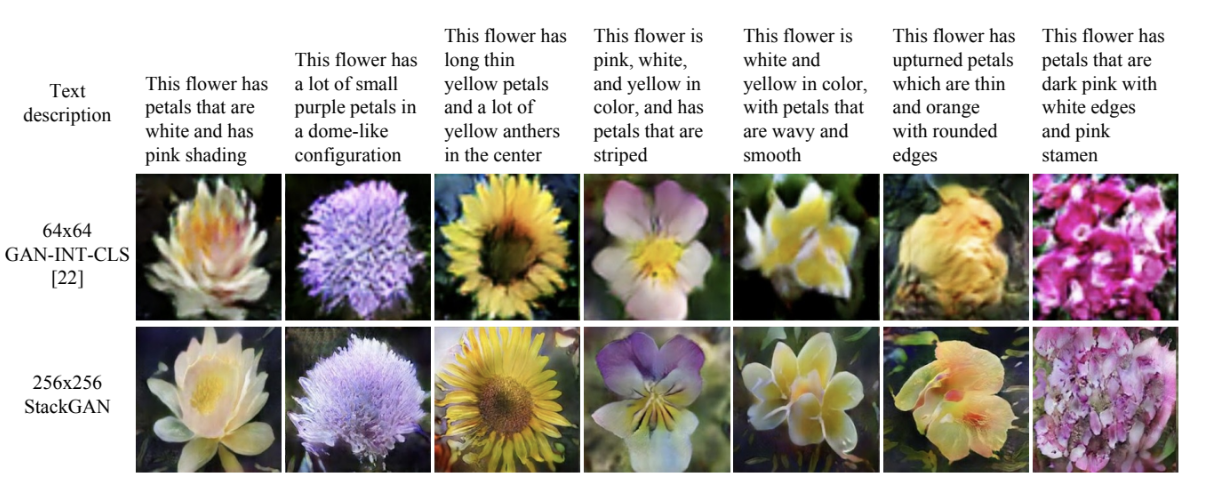 Text
description
This flower has
petals that are
white and has
pink shading
This flower has
a lot of small
purple petals in
a dome-like
configuration
This flower has
long thin
yellow petals
and a lot of
yellow anthers
in the center
This flower is
pink, white,
and yellow in
color, and has
petals that are
striped
This flower is
white and
yellow in color,
with petals that
are wavy and
smooth
This flower has
upturned petals
which are thin
and orange
with rounded
edges
This flower has
petals that are
dark pink with
white edges
and pink
stamen
64x64
GAN-INT-CLS
[22]
256x256
StackGAN